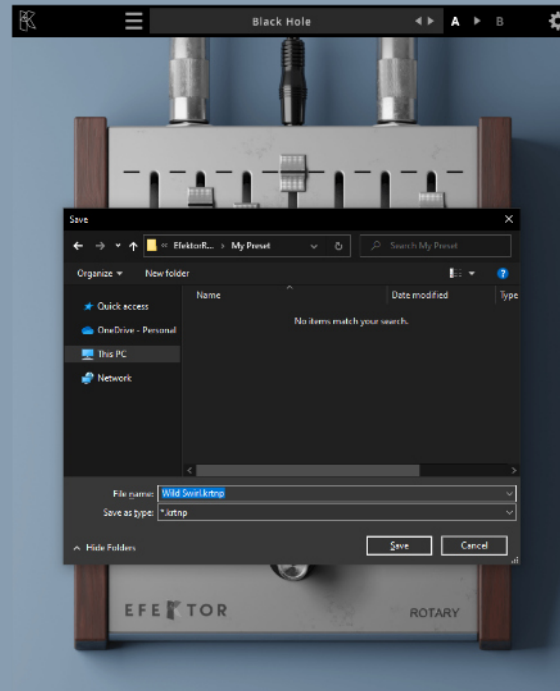 Black Hole
A
B
Save
« EfektorR... › My Preset
Search My Preset
Organize
New folder
Name
Date modified
Type
Quick access
OneDrive - Personal
This PC
Network
No items match your search.
File name:
Wild Swirl.krtnp
Save as type:
*.krtnp
Hide Folders
Save
Cancel
EFEKTOR
ROTARY